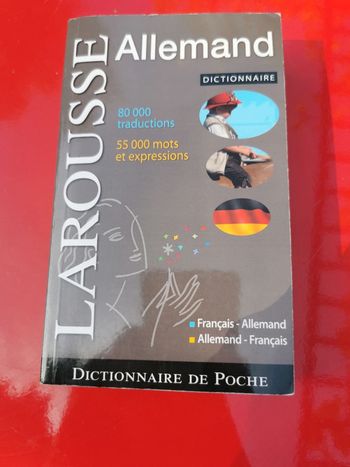 LAROUSSE
Allemand
DICTIONNAIRE
80 000
traductions
55 000 mots
et expressions
Français - Allemand
Allemand - Français
DICTIONNAIRE DE POCHE